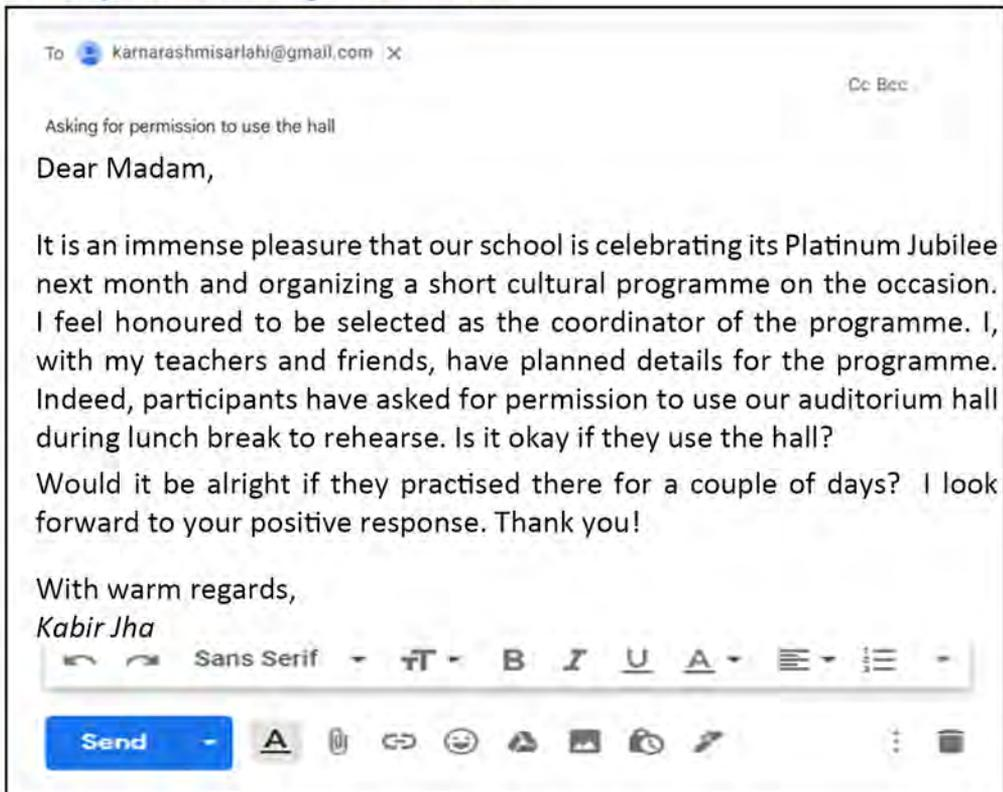 To karnarashmisarlahi@gmail.com ×
Cc Bcc
Asking for permission to use the hall
Dear Madam,
It is an immense pleasure that our school is celebrating its Platinum Jubilee
next month and organizing a short cultural programme on the occasion.
I feel honoured to be selected as the coordinator of the programme. I,
with my teachers and friends, have planned details for the programme.
Indeed, participants have asked for permission to use our auditorium hall
during lunch break to rehearse. Is it okay if they use the hall?
Would it be alright if they practised there for a couple of days? I look
forward to your positive response. Thank you!
With warm regards,
Kabir Jha
Sans Serif TT B I U A
Send A